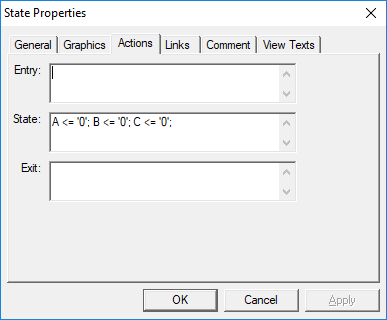 State Properties
General Graphics Actions Links Comment View Texts
Entry:
State: A <= '0'; B <= '0'; C <= '0';
Exit:
OK Cancel Apply